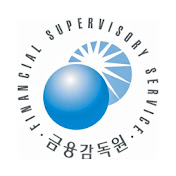 · FINANCIAL SUPERVISORY SERVICE ·
금융감독원